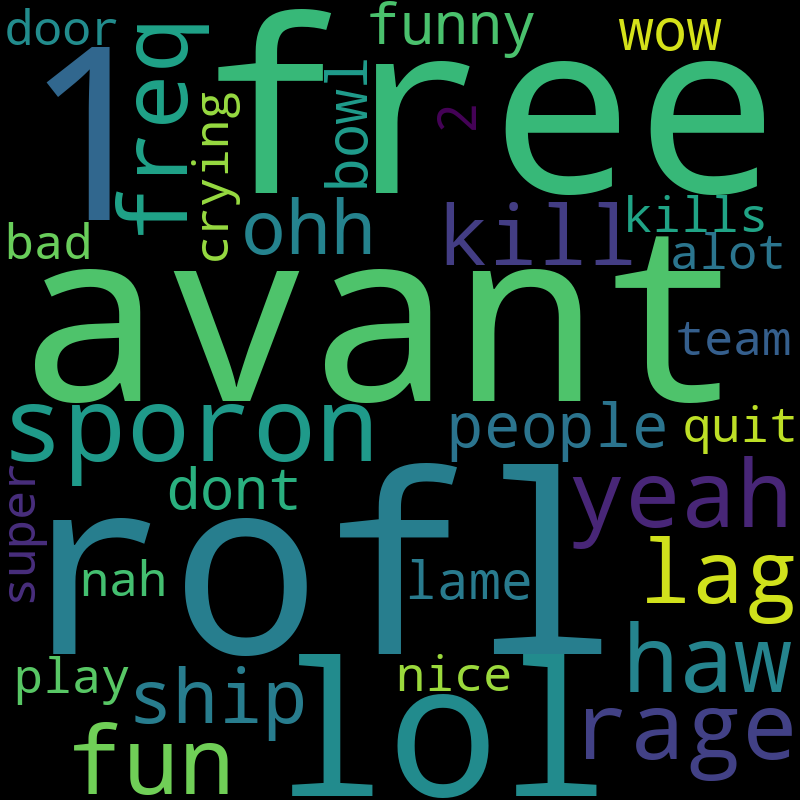 door
1
freq
free
funny
wow
crying
bowl
2
bad
ohh
kill
kills
alot
avant
team
sporon
people
quit
super
dont
rofl
yeah
nah
lame
lag
play
ship
lol
nice
haw
rage
fun